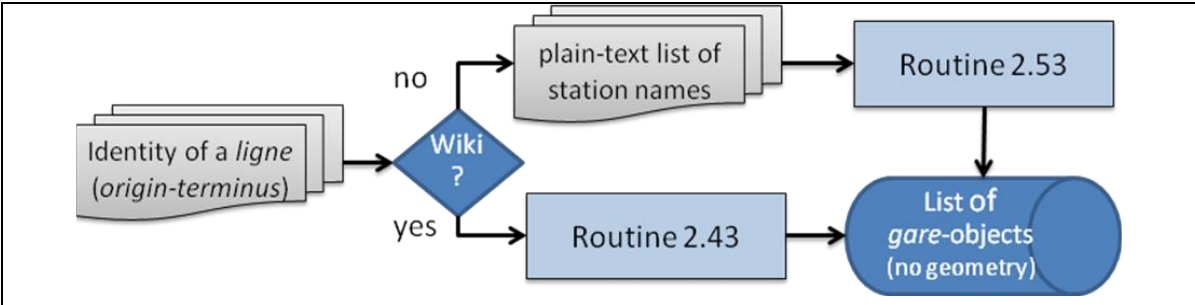 Identity of a ligne
(origin-terminus)
Wiki
?
no
plain-text list of
station names
Routine 2.53
yes
Routine 2.43
List of
gare-objects
(no geometry)